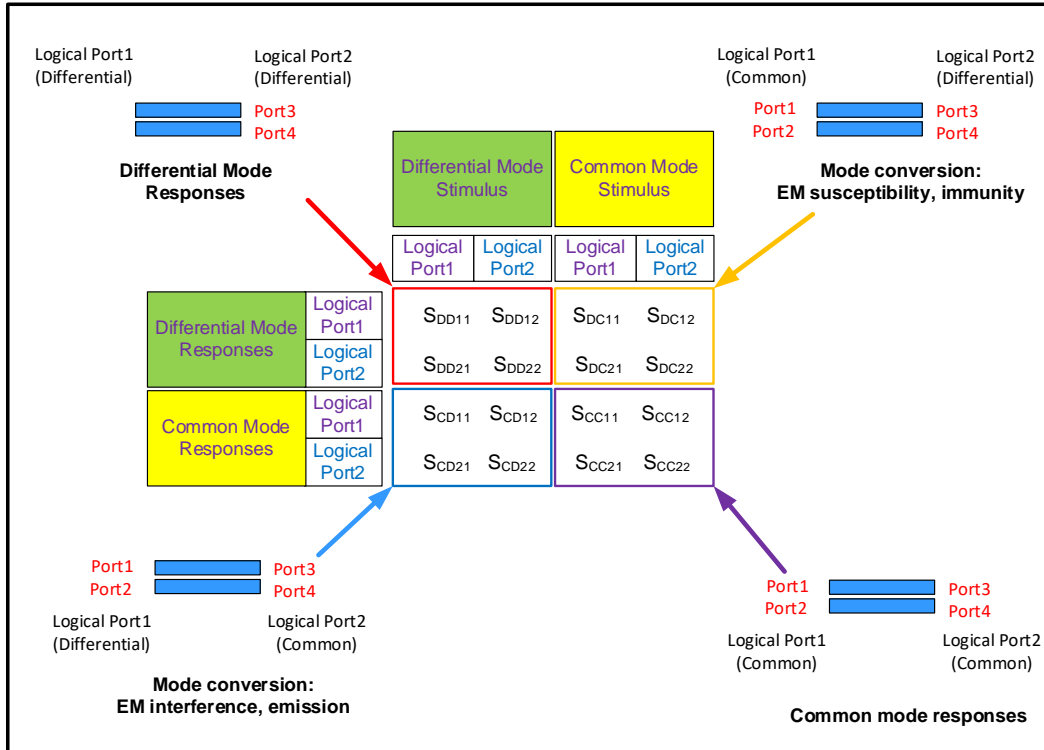 Logical Port1
(Differential)
Logical Port2
(Differential)
Port3
Port4
Differential Mode
Responses
Logical Port1
(Common)
Logical Port2
(Differential)
Port1
Port2
Port3
Port4
Mode conversion:
EM susceptibility, immunity
Differential Mode
Stimulus
Common Mode
Stimulus
Logical
Port1
Logical
Port2
Logical
Port1
Logical
Port2
Differential Mode
Responses
Logical
Port1
Logical
Port2
Common Mode
Responses
Logical
Port1
Logical
Port2
SDD11 SDD12 SDC11 SDC12
SDD21 SDD22 SDC21 SDC22
SCD11 SCD12 SCC11 SCC12
SCD21 SCD22 SCC21 SCC22
Port1
Port2
Port3
Port4
Logical Port1
(Differential)
Logical Port2
(Common)
Mode conversion:
EM interference, emission
Port1
Port2
Port3
Port4
Logical Port1
(Common)
Logical Port2
(Common)
Common mode responses